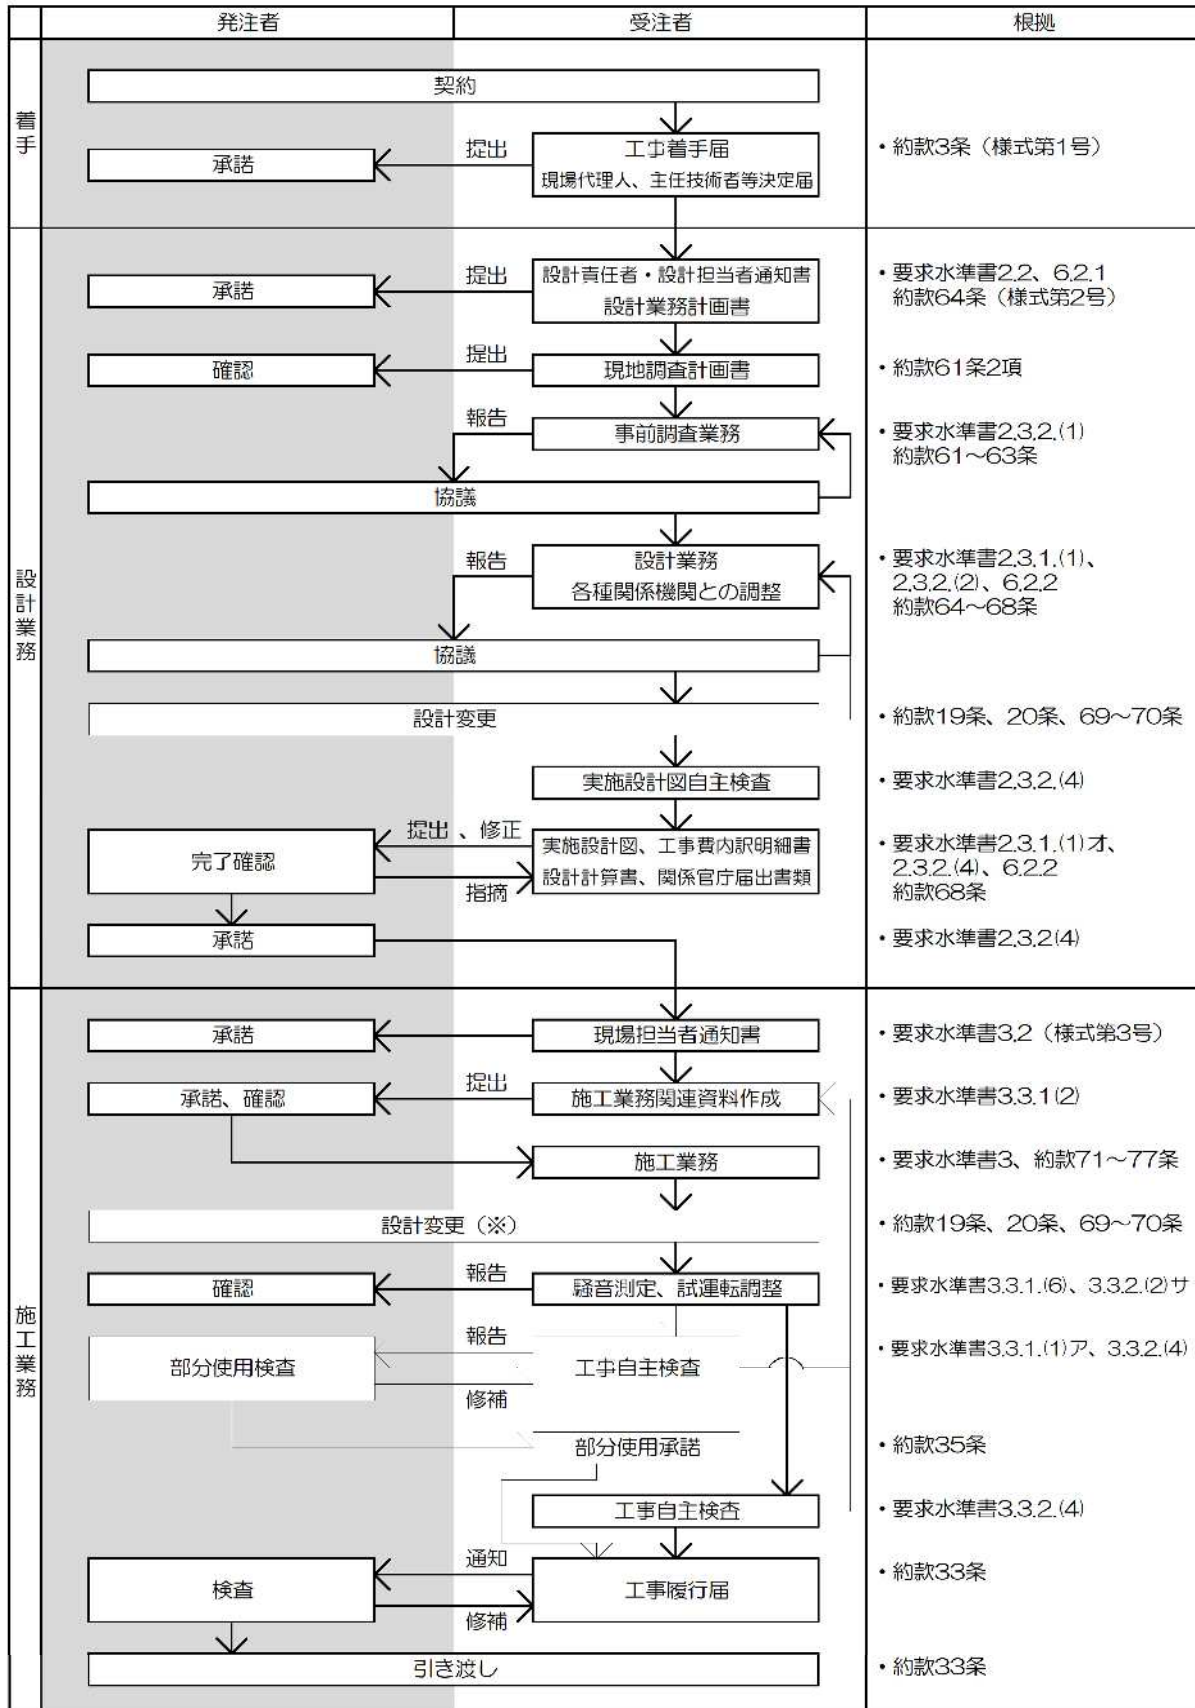 発注者
受注者
根拠
着手
契約
提出
工事着手届
現場代理人、主任技術者等決定届
承諾
・約款3条（様式第1号）
設計業務
提出
設計責任者・設計担当者通知書
設計業務計画書
承諾
・要求水準書2.2、6.2.1
約款64条（様式第2号）
提出
確認
現地調査計画書
・約款61条2項
報告
事前調査業務
・要求水準書2.3.2.(1)
約款61～63条
協議
報告
設計業務
各種関係機関との調整
・要求水準書2.3.1.(1)、
2.3.2.(2)、6.2.2
約款64～68条
協議
設計変更
・約款19条、20条、69～70条
実施設計図自主検査
・要求水準書2.3.2.(4)
提出 、修正
完了確認
実施設計図、工事費内訳明細書
設計計算書、関係官庁届出書類
指摘
・要求水準書2.3.1.(1)オ、
2.3.2.(4)、6.2.2
約款68条
承諾
・要求水準書2.3.2(4)
施工業務
承諾
現場担当者通知書
・要求水準書3.2（様式第3号）
提出
承諾、確認
施工業務関連資料作成
・要求水準書3.3.1(2)
施工業務
・要求水準書3、約款71～77条
設計変更（※）
・約款19条、20条、69～70条
報告
確認
騒音測定、試運転調整
・要求水準書3.3.1.(6)、3.3.2.(2)サ
報告
部分使用検査
工事自主検査
修補
・要求水準書3.3.1.(1)ア、3.3.2.(4)
部分使用承諾
・約款35条
工事自主検査
・要求水準書3.3.2.(4)
通知
検査
工事履行届
修補
・約款33条
引き渡し
・約款33条